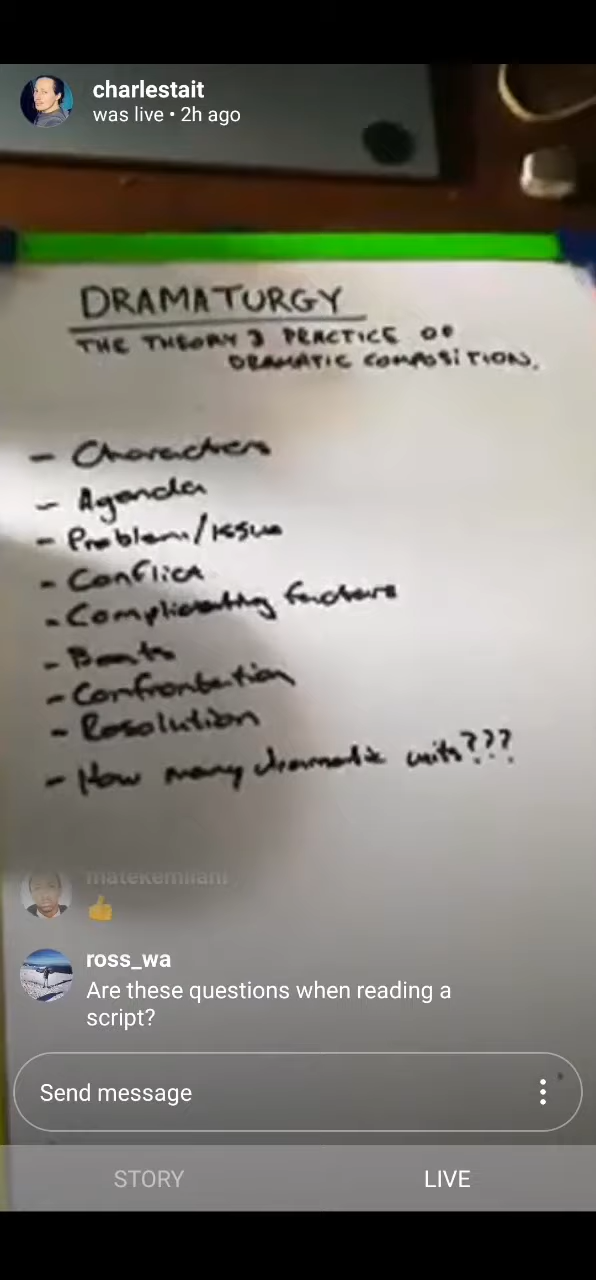 charlestait
was live • 2h ago
DRAMATURGY
THE THEORY & PRACTICE OF
DRAMATIC COMPOSITION.
- Characters
- Agenda
- Problem/issue
- Conflict
- Complicating factors
- Beats
- Confrontation
- Resolution
- How many dramatic units???
matekemilani
👍
ross_wa
Are these questions when reading a
script?
Send message
STORY LIVE